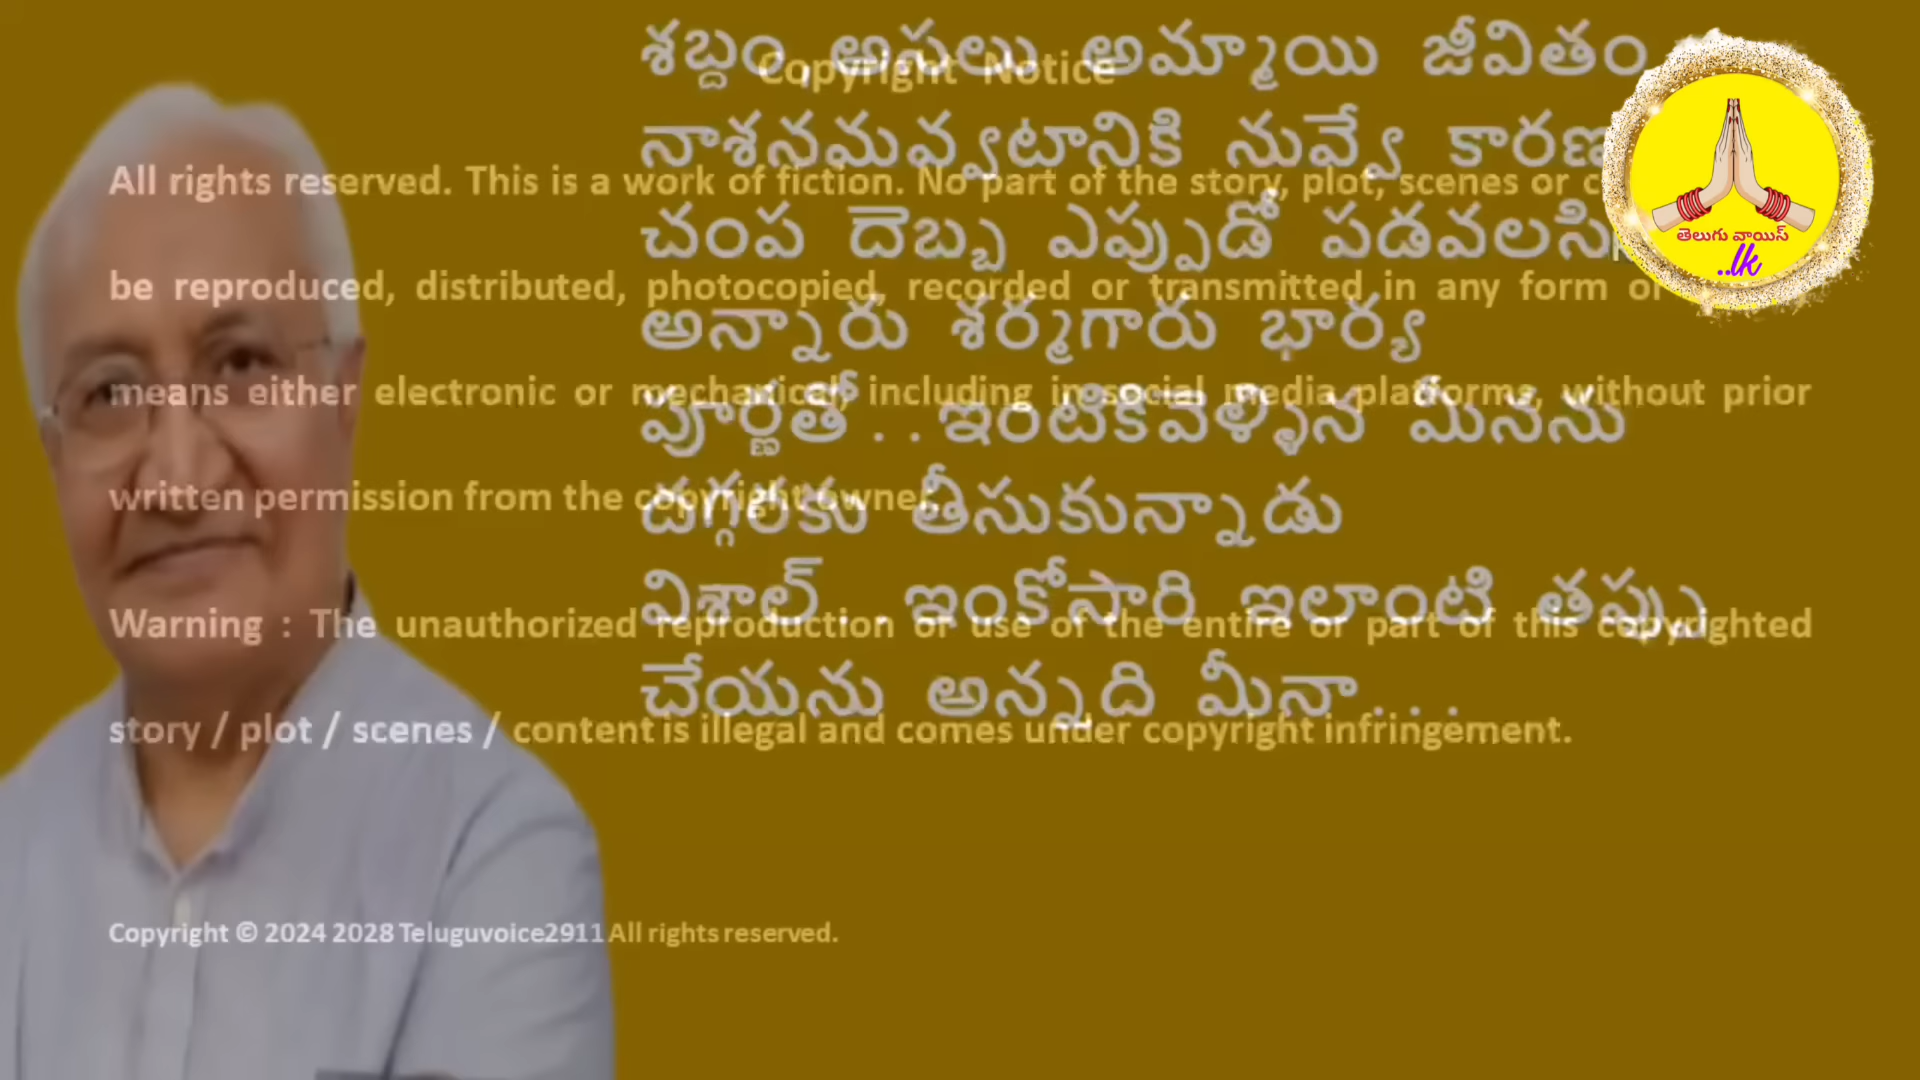 Copyright Notice
All rights reserved. This is a work of fiction. No part of the story, plot, scenes or
be reproduced, distributed, photocopied, recorded or transmitted in any form or
means either electronic or mechanical, including in social media platforms, without prior
written permission from the copyright owner.
Warning : The unauthorized reproduction or use of the entire or part of this copyrighted
story / plot / scenes / content is illegal and comes under copyright infringement.
Copyright © 2024 2028 Teluguvoice2911 All rights reserved.
శబ్దం, అసలు అమ్మాయి జీవితం
నాశనమవ్వటానికి నువ్వే
చంప దెబ్బ ఎప్పుడో
అన్నారు శర్మగారు భార్య
పూర్ణతో..ఇంటికివెళ్ళిన మీనను
దగ్గరకు తీసుకున్నాడు
విశాల్..ఇంకోసారి ఇలాంటి తప్పు
చేయను అన్నది మీనా...
తెలుగు వాయిస్
..lk